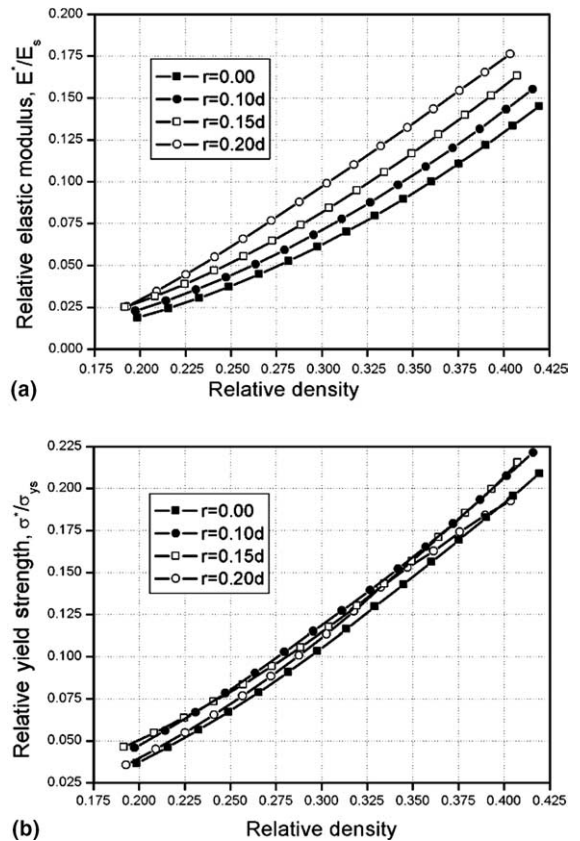 0.200
0.175
0.150
0.125
0.100
0.075
0.050
0.025
0.000
Relative elastic modulus, E*/Es
r=0.00
r=0.10d
r=0.15d
r=0.20d
0.175 0.200 0.225 0.250 0.275 0.300 0.325 0.350 0.375 0.400 0.425
(a) Relative density
0.225
0.200
0.175
0.150
0.125
0.100
0.075
0.050
0.025
Relative yield strength, σ*/σys
r=0.00
r=0.10d
r=0.15d
r=0.20d
0.175 0.200 0.225 0.250 0.275 0.300 0.325 0.350 0.375 0.400 0.425
(b) Relative density